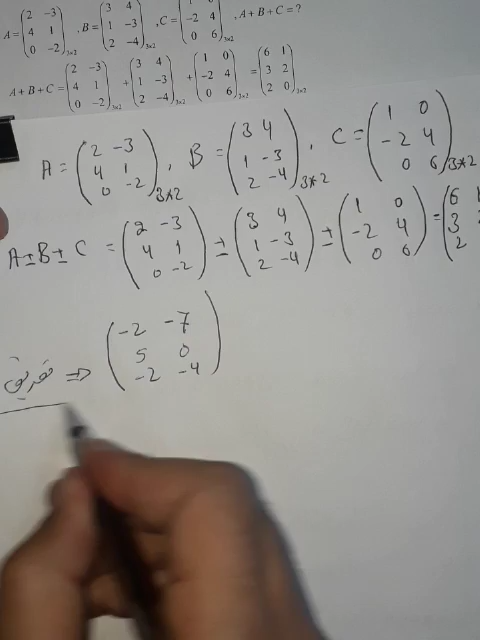 A = (2 −3; 4 1; 0 −2)3×2, B = (3 4; 1 −3; 2 −4)3×2, C = ( 0; −2 4; 0 6)3×2, A + B + C = ?
A + B + C = (2 −3; 4 1; 0 −2)3×2 + (3 4; 1 −3; 2 −4)3×2 + (1 0; −2 4; 0 6)3×2 = (6 1; 3 2; 2 0)3×2
A = (2 −3; 4 1; 0 −2)3×2, B = (3 4; 1 −3; 2 −4)3×2, C = (1 0; −2 4; 0 6)3×2
A ± B ± C = (2 −3; 4 1; 0 −2) ± (3 4; 1 −3; 2 −4) ± (1 0; −2 4; 0 6) = (6; 3; 2
تفریق ⇒ (−2 −7; 5 0; −2 −4)